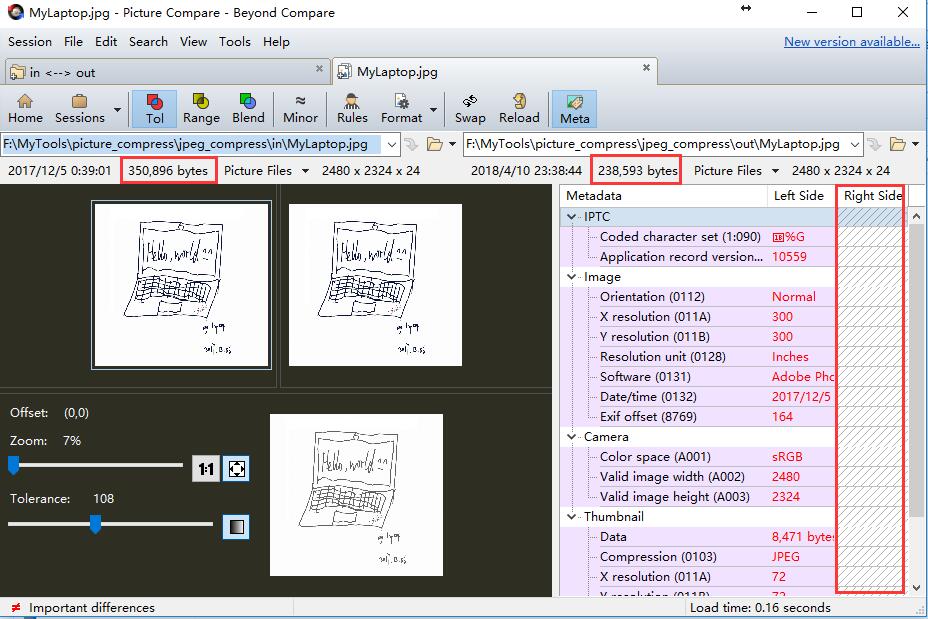 MyLaptop.jpg - Picture Compare - Beyond Compare
Session File Edit Search View Tools Help New version available...
in <--> out MyLaptop.jpg
Home Sessions Tol Range Blend Minor Rules Format Swap Reload Meta
F:\MyTools\picture_compress\jpeg_compress\in\MyLaptop.jpg F:\MyTools\picture_compress\jpeg_compress\out\MyLaptop.jpg
2017/12/5 0:39:01 350,896 bytes Picture Files 2480 x 2324 x 24 2018/4/10 23:38:44 238,593 bytes Picture Files 2480 x 2324 x 24
Metadata Left Side Right Side
IPTC
Coded character set (1:090) %G
Application record version... 10559
Image
Orientation (0112) Normal
X resolution (011A) 300
Y resolution (011B) 300
Resolution unit (0128) Inches
Software (0131) Adobe Pho
Date/time (0132) 2017/12/5
Exif offset (8769) 164
Camera
Color space (A001) sRGB
Valid image width (A002) 2480
Valid image height (A003) 2324
Thumbnail
Data 8,471 bytes
Compression (0103) JPEG
X resolution (011A) 72
Y resolution (011B) 72
Hello, world ^^
Hello, world ^^
Offset: (0,0)
Zoom: 7%
1:1
Tolerance: 108
Hello, world ^^
Important differences Load time: 0.16 seconds